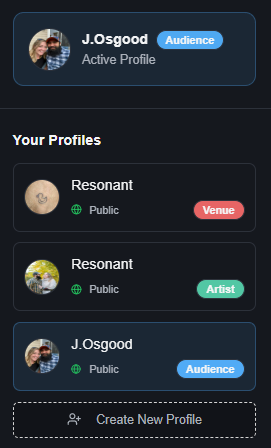 J.Osgood Audience
Active Profile
Your Profiles
Resonant
Public Venue
Resonant
Public Artist
J.Osgood
Public Audience
Create New Profile